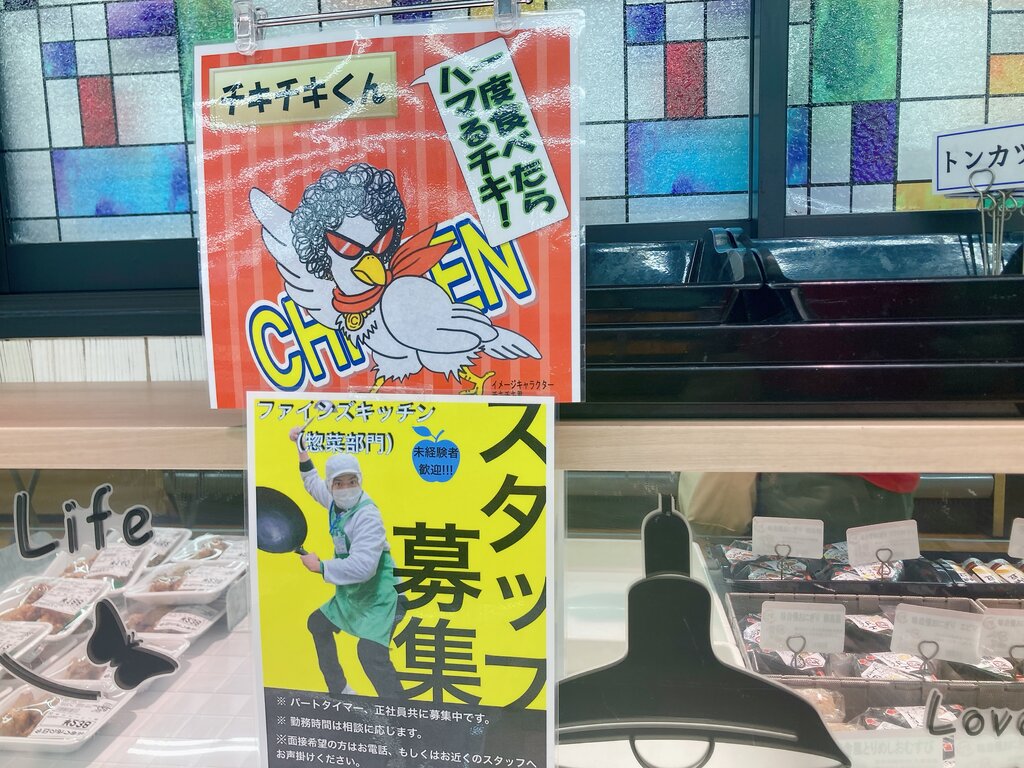 チキチキくん
一度食べたら
ハマるチキ!
CHI
EN
イメージキャラクター
トンカツ
ファインズキッチン
(惣菜部門)
未経験者
歓迎!!!
スタッフ
募集
※ パートタイマー、正社員共に募集中です。
※ 勤務時間は相談に応じます。
※面接希望の方はお電話、もしくはお近くのスタッフへ
お声掛けください。
Life
Love